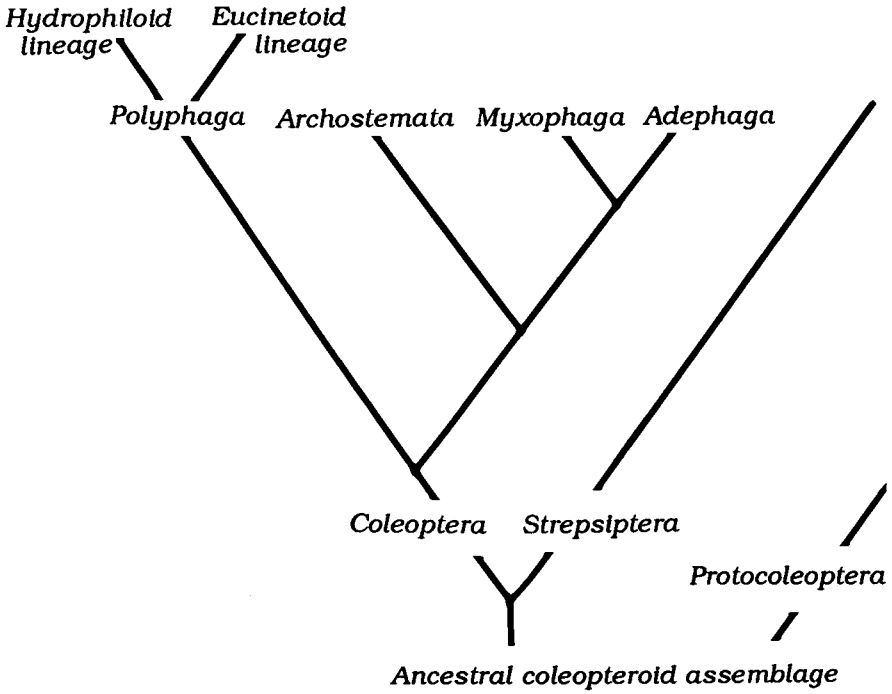 Hydrophiloid
lineage
Eucinetoid
lineage
Polyphaga
Archostemata
Myxophaga
Adephaga
Coleoptera
Strepsiptera
Protocoleoptera
Ancestral coleopteroid assemblage